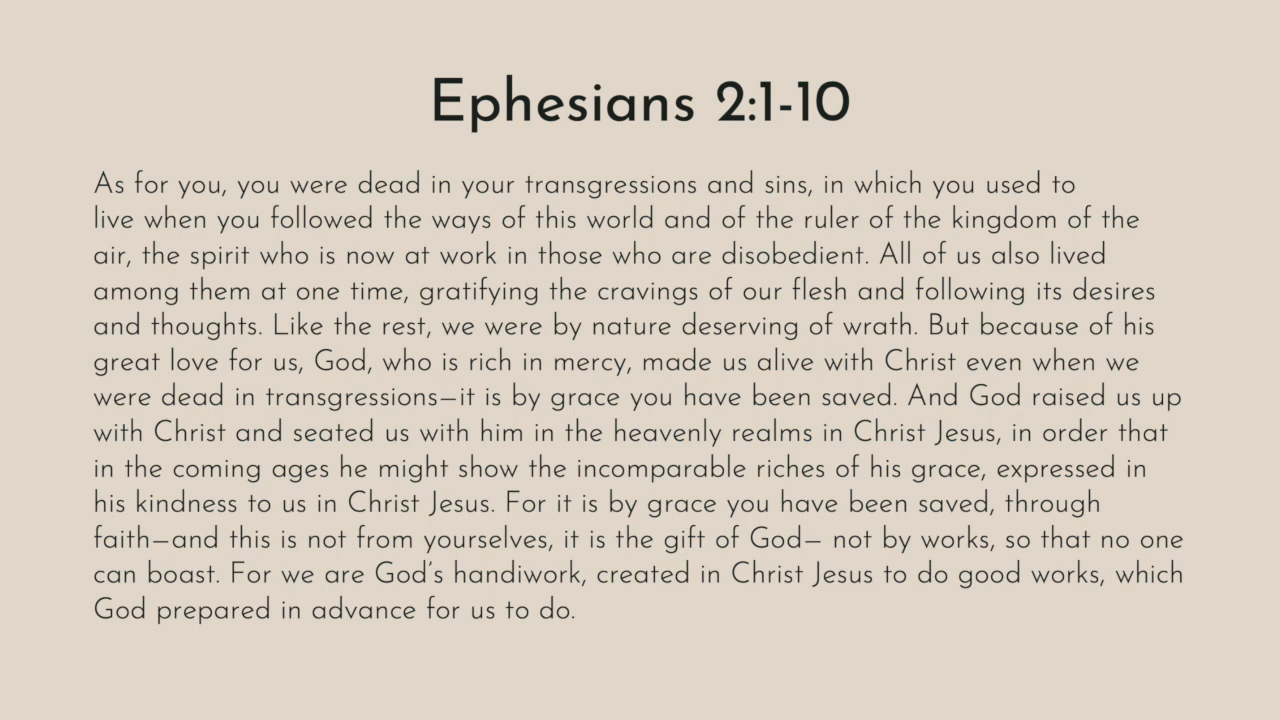 Ephesians 2:1-10
As for you, you were dead in your transgressions and sins, in which you used to
live when you followed the ways of this world and of the ruler of the kingdom of the
air, the spirit who is now at work in those who are disobedient. All of us also lived
among them at one time, gratifying the cravings of our flesh and following its desires
and thoughts. Like the rest, we were by nature deserving of wrath. But because of his
great love for us, God, who is rich in mercy, made us alive with Christ even when we
were dead in transgressions—it is by grace you have been saved. And God raised us up
with Christ and seated us with him in the heavenly realms in Christ Jesus, in order that
in the coming ages he might show the incomparable riches of his grace, expressed in
his kindness to us in Christ Jesus. For it is by grace you have been saved, through
faith—and this is not from yourselves, it is the gift of God— not by works, so that no one
can boast. For we are God's handiwork, created in Christ Jesus to do good works, which
God prepared in advance for us to do.